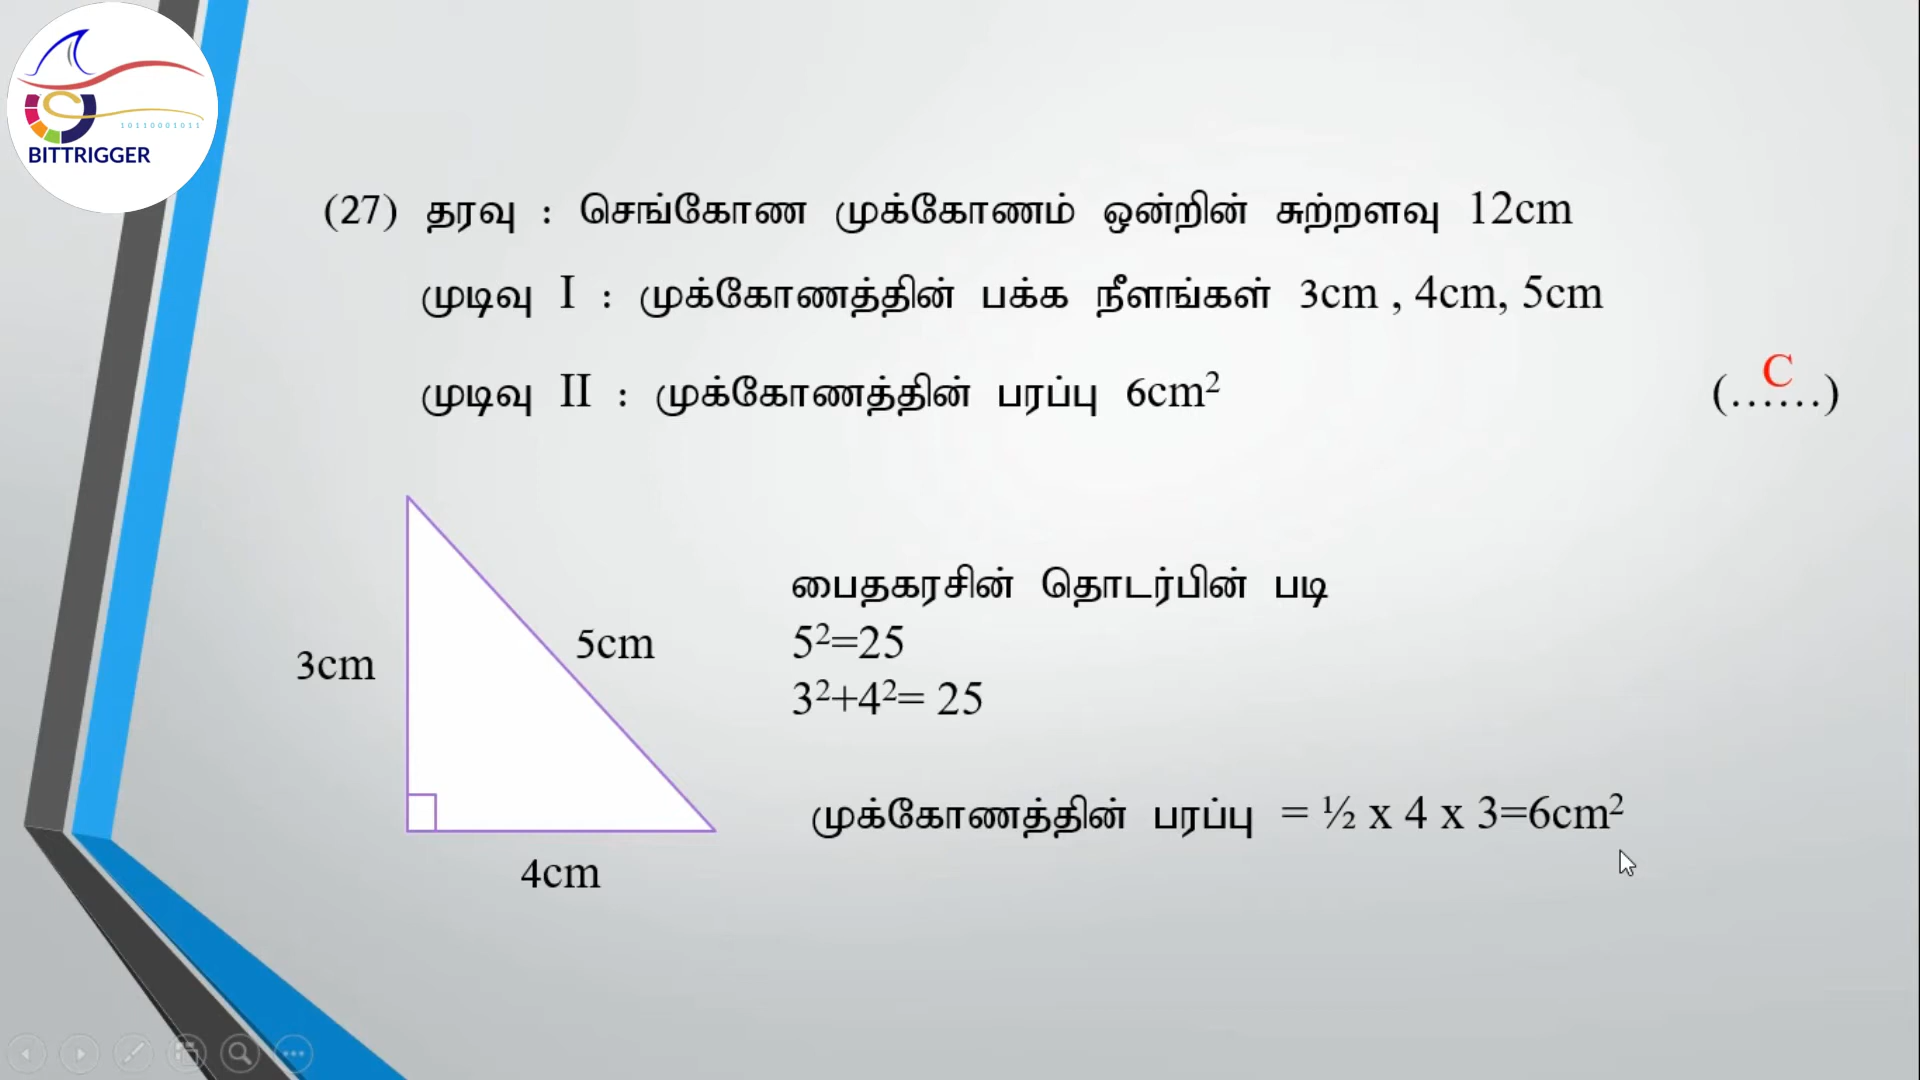 10110001011
BITTRIGGER
(27) தரவு : செங்கோண முக்கோணம் ஒன்றின் சுற்றளவு 12cm
முடிவு I : முக்கோணத்தின் பக்க நீளங்கள் 3cm , 4cm, 5cm
முடிவு II : முக்கோணத்தின் பரப்பு 6cm² (......)
C
பைதகரசின் தொடர்பின் படி
5²=25
3²+4²= 25
3cm
5cm
4cm
முக்கோணத்தின் பரப்பு = ½ x 4 x 3=6cm²